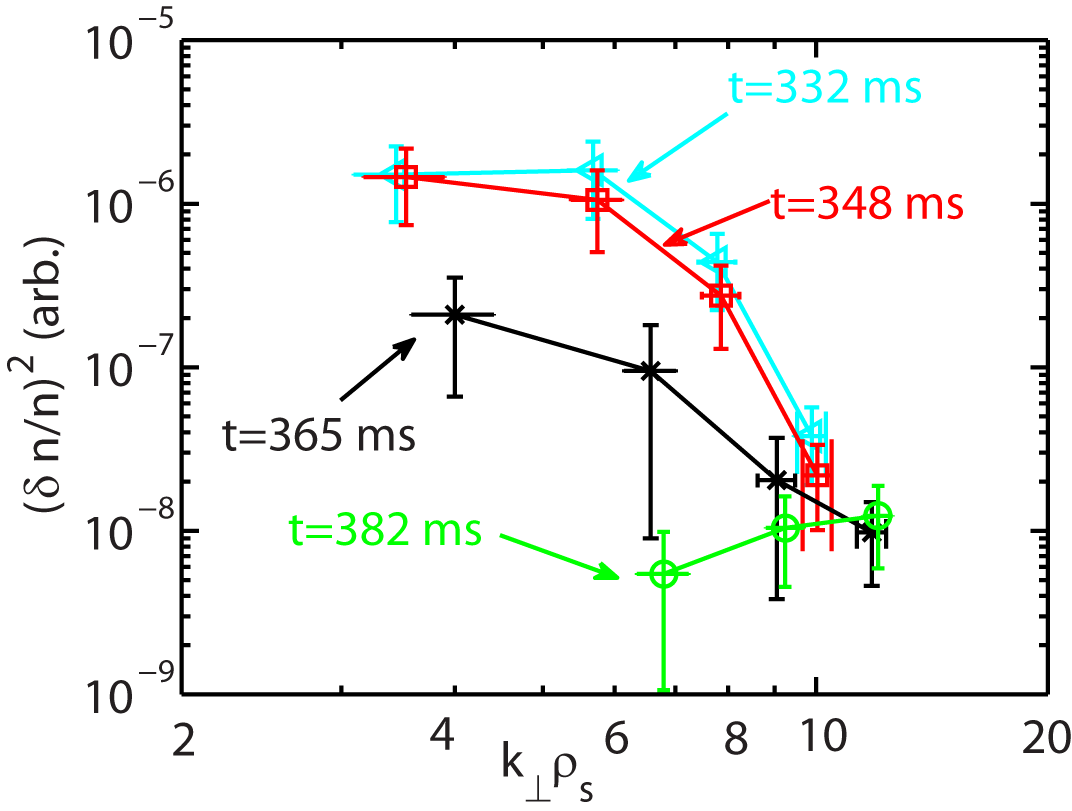 10⁻⁵
t=332 ms
10⁻⁶
t=348 ms
(δ n/n)² (arb.)
10⁻⁷
t=365 ms
10⁻⁸
t=382 ms
10⁻⁹
2 4 6 8 10 20
k⊥ρs